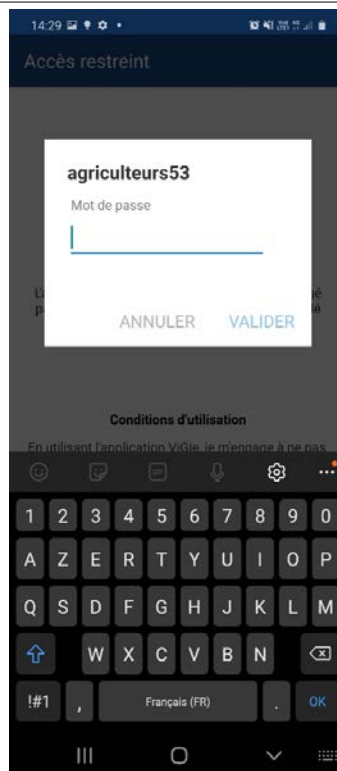 14:29
Accès restreint
agriculteurs53
Mot de passe
ANNULER VALIDER
Conditions d'utilisation
En utilisant l'application ViGie, je m'engage à ne pas
GIF
1 2 3 4 5 6 7 8 9 0
A Z E R T Y U I O P
Q S D F G H J K L M
W X C V B N
!#1 , Français (FR) . OK